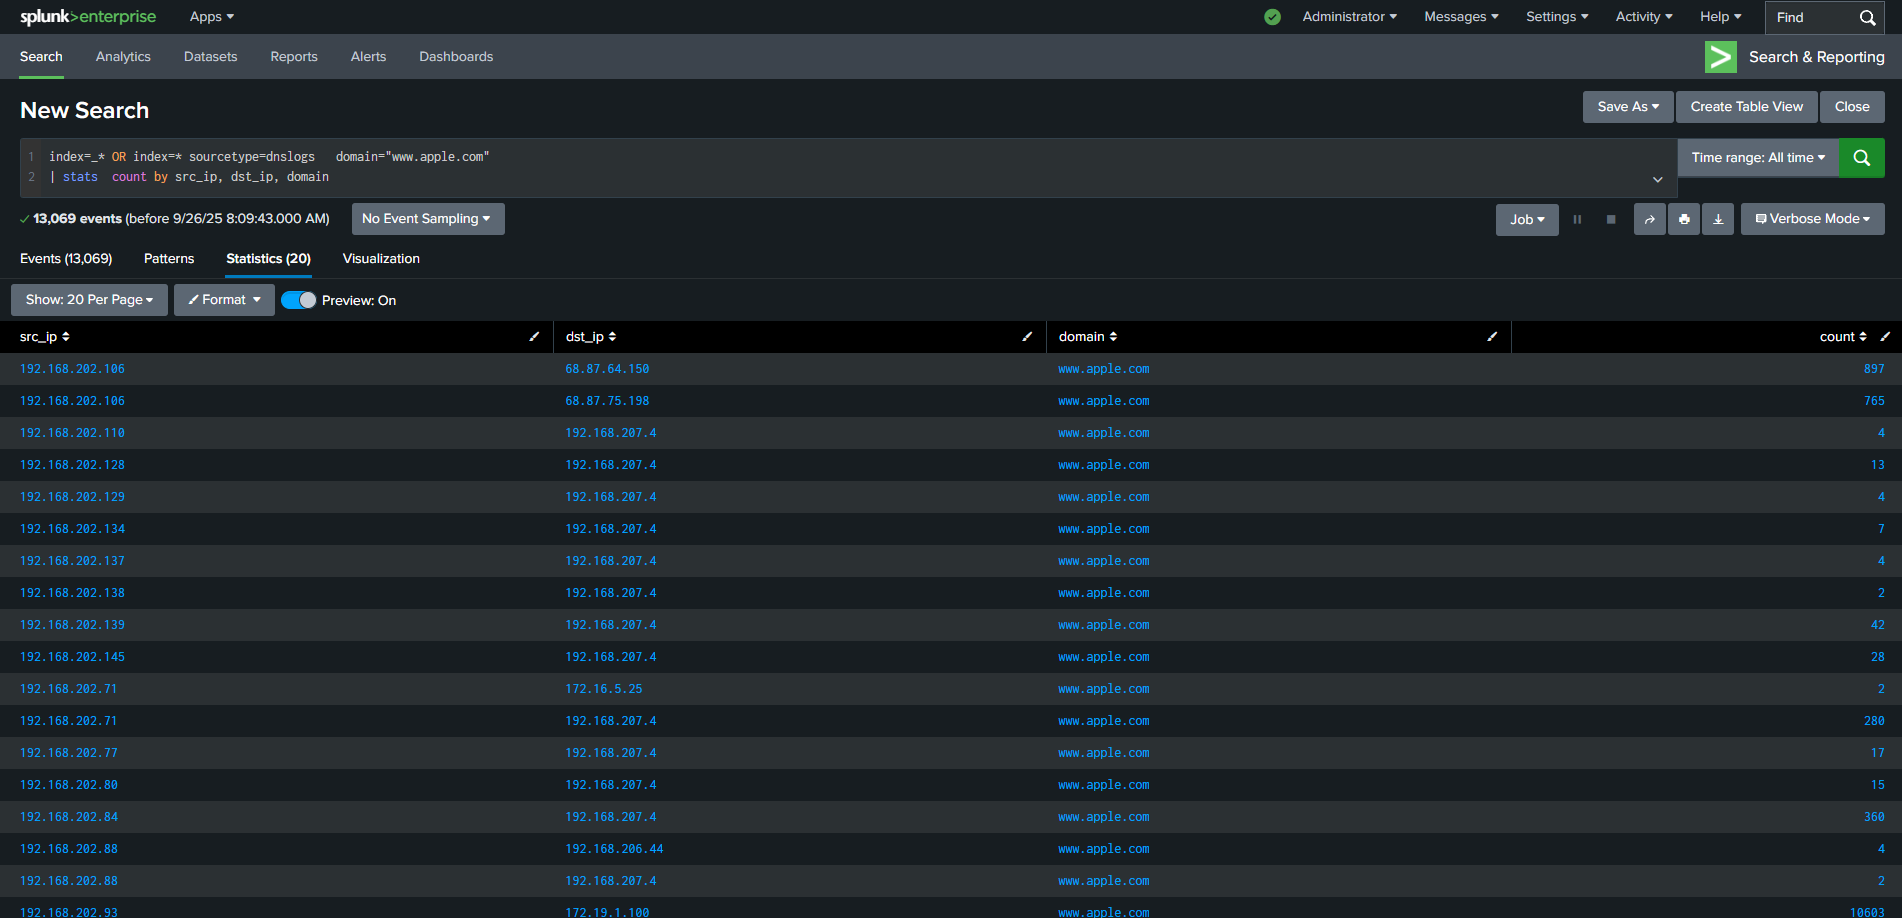 splunk>enterprise Apps Administrator Messages Settings Activity Help Find
Search Analytics Datasets Reports Alerts Dashboards Search & Reporting
New Search Save As Create Table View Close
1 index=_* OR index=* sourcetype=dnslogs domain="www.apple.com" Time range: All time
2 | stats count by src_ip, dst_ip, domain
13,069 events (before 9/26/25 8:09:43.000 AM) No Event Sampling Job Verbose Mode
Events (13,069) Patterns Statistics (20) Visualization
Show: 20 Per Page Format Preview: On
src_ip dst_ip domain count
192.168.202.106 68.87.64.150 www.apple.com 897
192.168.202.106 68.87.75.198 www.apple.com 765
192.168.202.110 192.168.207.4 www.apple.com 4
192.168.202.128 192.168.207.4 www.apple.com 13
192.168.202.129 192.168.207.4 www.apple.com 4
192.168.202.134 192.168.207.4 www.apple.com 7
192.168.202.137 192.168.207.4 www.apple.com 4
192.168.202.138 192.168.207.4 www.apple.com 2
192.168.202.139 192.168.207.4 www.apple.com 42
192.168.202.145 192.168.207.4 www.apple.com 28
192.168.202.71 172.16.5.25 www.apple.com 2
192.168.202.71 192.168.207.4 www.apple.com 280
192.168.202.77 192.168.207.4 www.apple.com 17
192.168.202.80 192.168.207.4 www.apple.com 15
192.168.202.84 192.168.207.4 www.apple.com 360
192.168.202.88 192.168.206.44 www.apple.com 4
192.168.202.88 192.168.207.4 www.apple.com 2
192.168.202.93 172.19.1.100 www.apple.com 10603